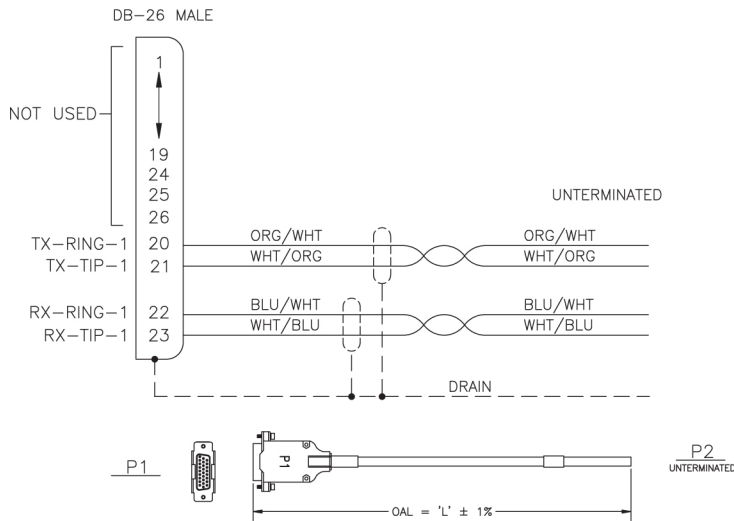 DB-26 MALE
NOT USED
1
19
24
25
26
UNTERMINATED
TX-RING-1 20 ORG/WHT ORG/WHT
TX-TIP-1 21 WHT/ORG WHT/ORG
RX-RING-1 22 BLU/WHT BLU/WHT
RX-TIP-1 23 WHT/BLU WHT/BLU
DRAIN
P1
P1
P2
UNTERMINATED
OAL = 'L' ± 1%